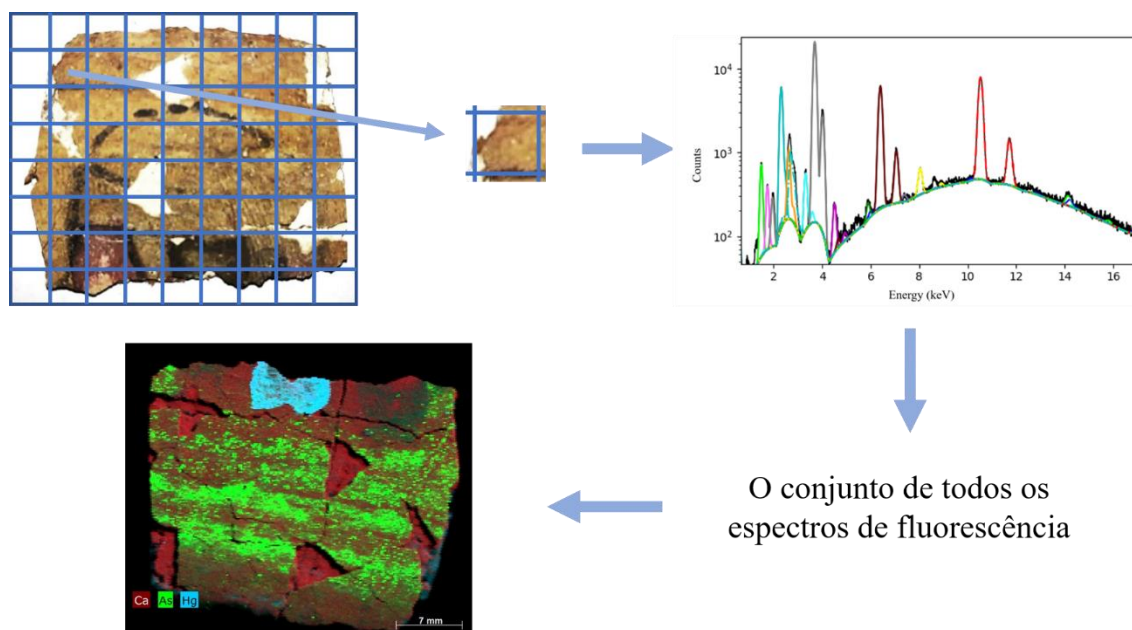 10⁴
10³
10²
Counts
2 4 6 8 10 12 14 16
Energy (keV)
O conjunto de todos os
espectros de fluorescência
Ca As Hg
7 mm